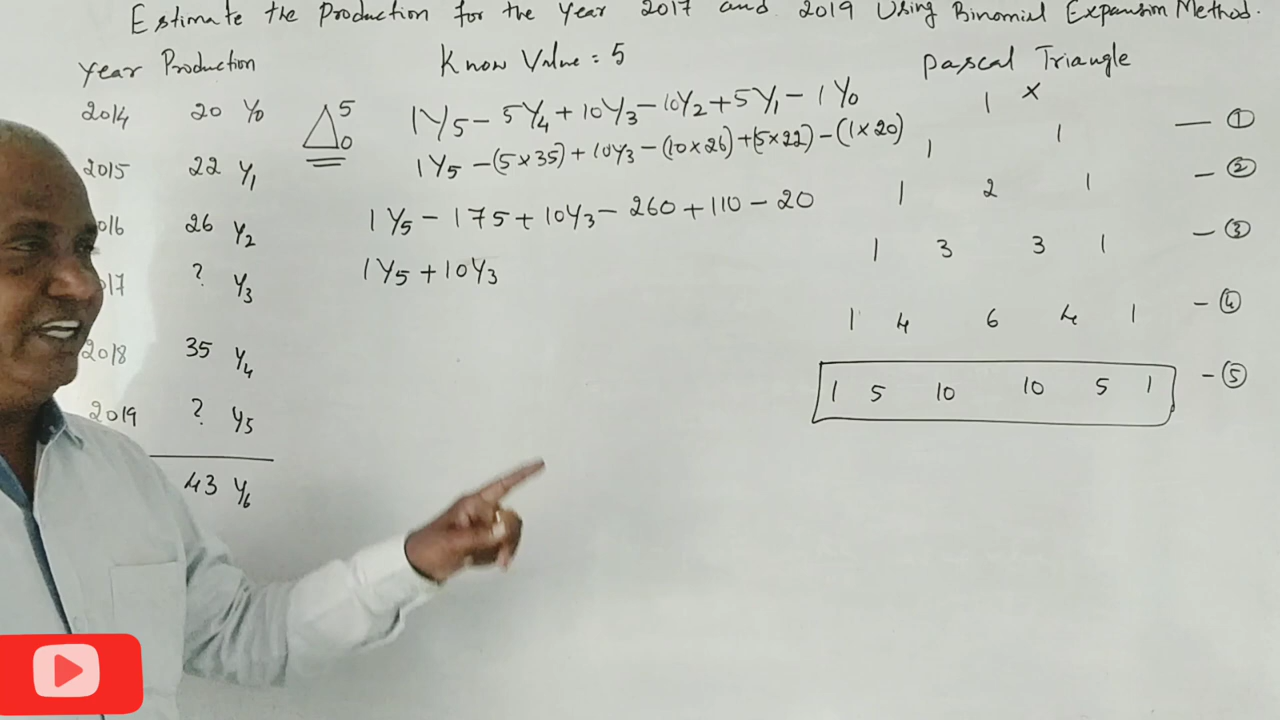 Estimate the Production for the Year 2017 and 2019 Using Binomial Expansion Method.
Year Production
2014 20 Y0
2015 22 Y1
016 26 Y2
17 ? Y3
2018 35 Y4
2019 ? Y5
43 Y6
Know Value = 5
Δ5
0
1Y5 - 5Y4 + 10Y3 - 10Y2 + 5Y1 - 1Y0
1Y5 - (5×35) + 10Y3 - (10×26) + (5×22) - (1×20)
1Y5 - 175 + 10Y3 - 260 + 110 - 20
1Y5 + 10Y3
Pascal Triangle
1 ×
1 1 — ①
1 2 1 - ②
1 3 3 1 - ③
1 4 6 4 1 - ④
1 5 10 10 5 1 - ⑤